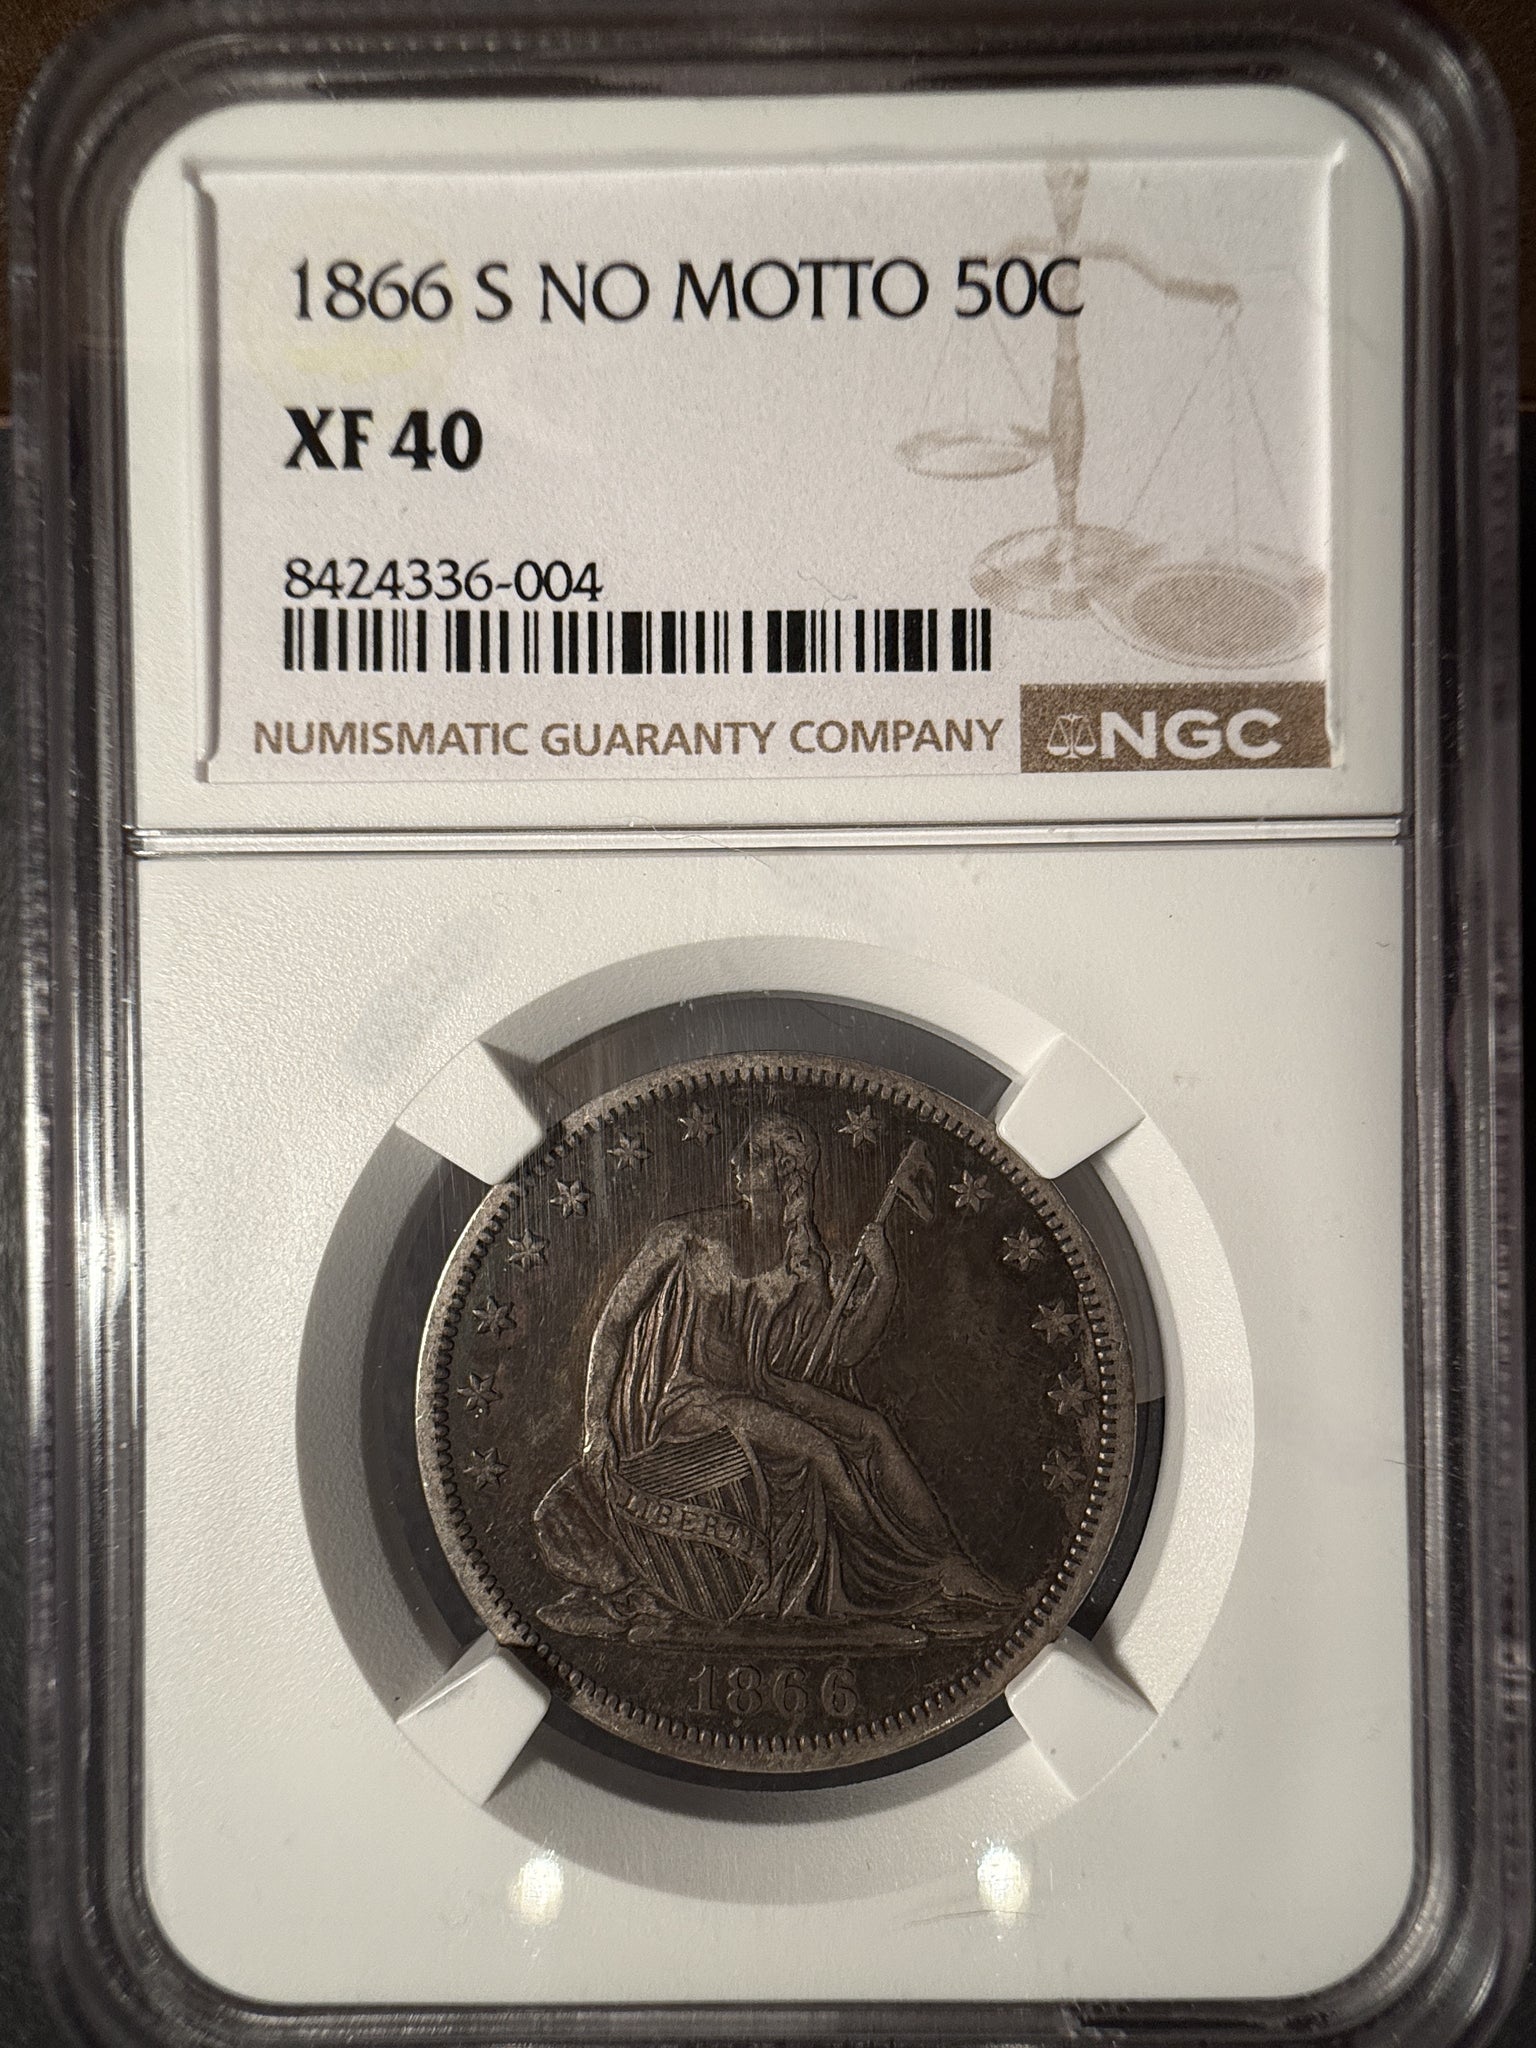 1866 S NO MOTTO 50C
XF 40
8424336-004
NUMISMATIC GUARANTY COMPANY NGC
LIBERTY
1866